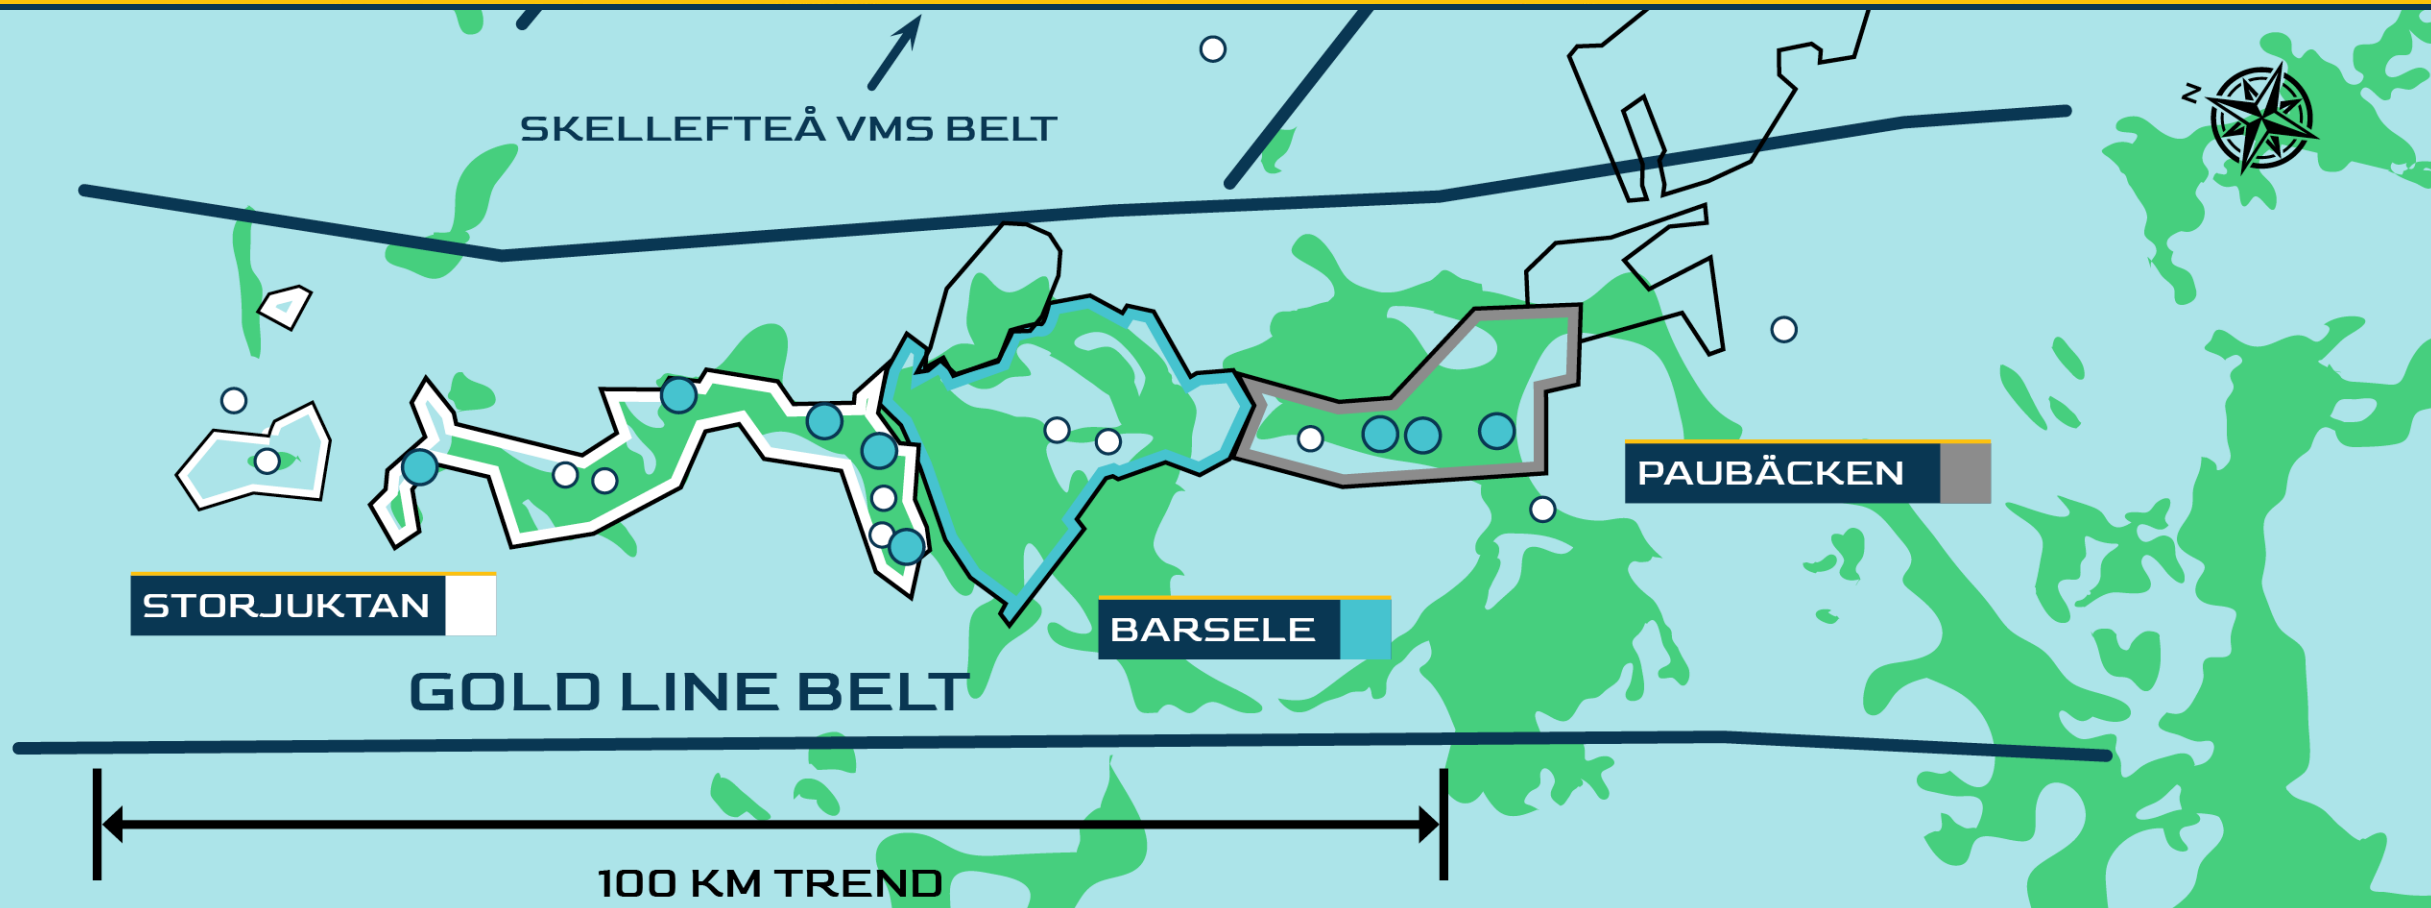 SKELLEFTEÅ VMS BELT
N
PAUBÄCKEN
STORJUKTAN
BARSELE
GOLD LINE BELT
100 KM TREND